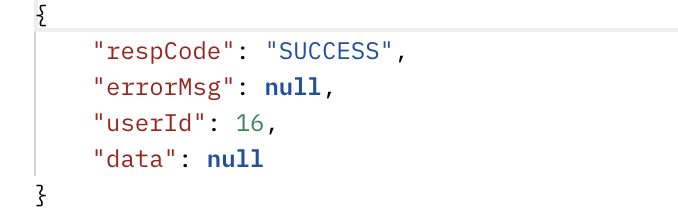 {
"respCode": "SUCCESS",
"errorMsg": null,
"userId": 16,
"data": null
}